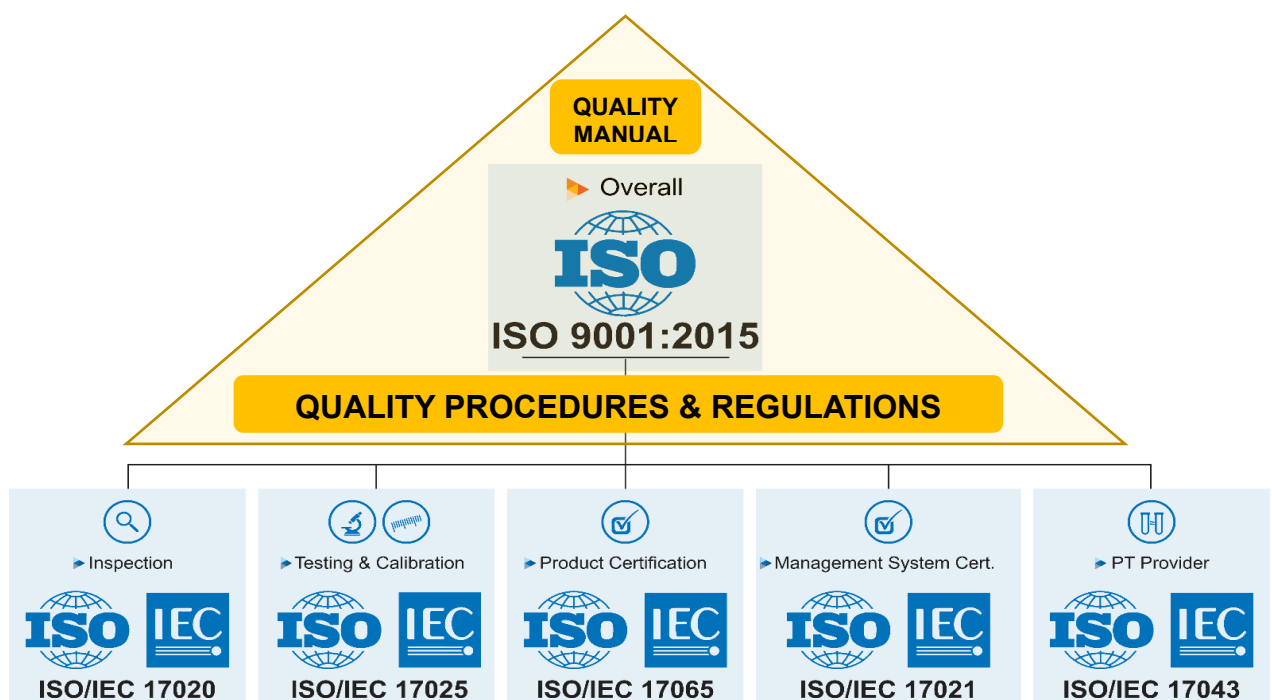 QUALITY
MANUAL
Overall
ISO
ISO 9001:2015
QUALITY PROCEDURES & REGULATIONS
Inspection
ISO IEC
ISO/IEC 17020
Testing & Calibration
ISO IEC
ISO/IEC 17025
Product Certification
ISO IEC
ISO/IEC 17065
Management System Cert.
ISO IEC
ISO/IEC 17021
PT Provider
ISO IEC
ISO/IEC 17043